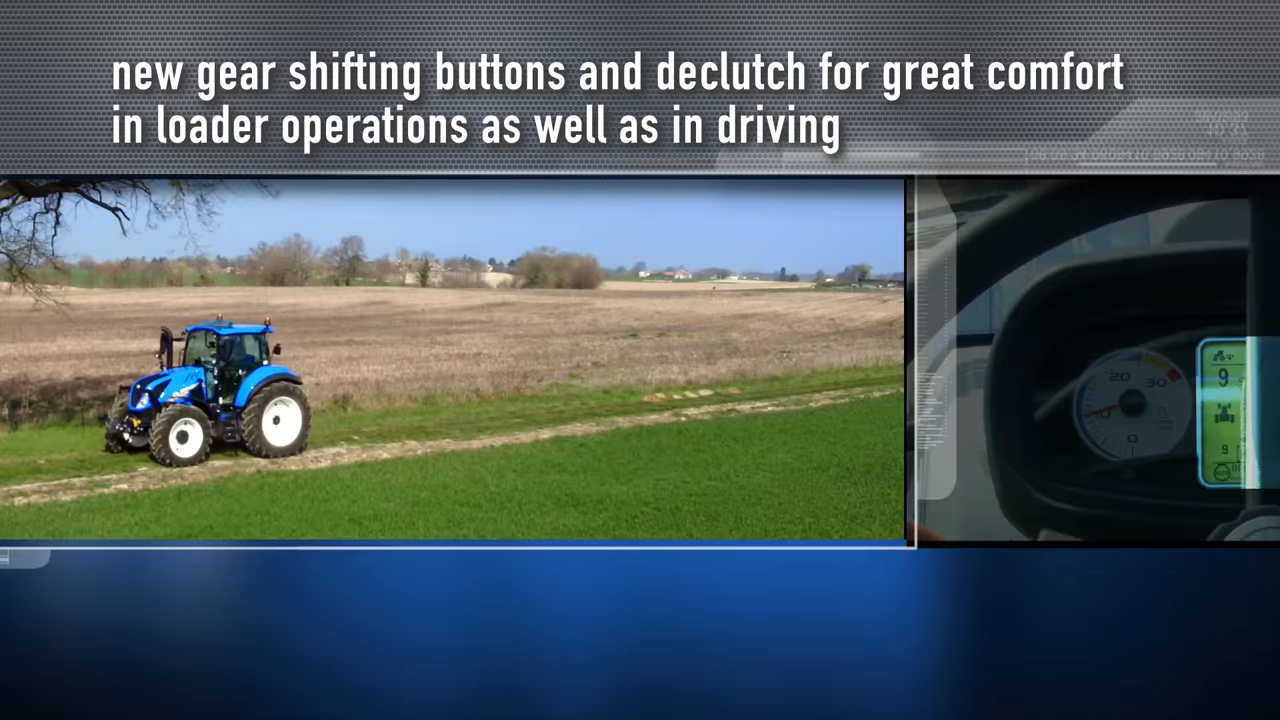 new gear shifting buttons and declutch for great comfort
in loader operations as well as in driving
20
30
0
9
9